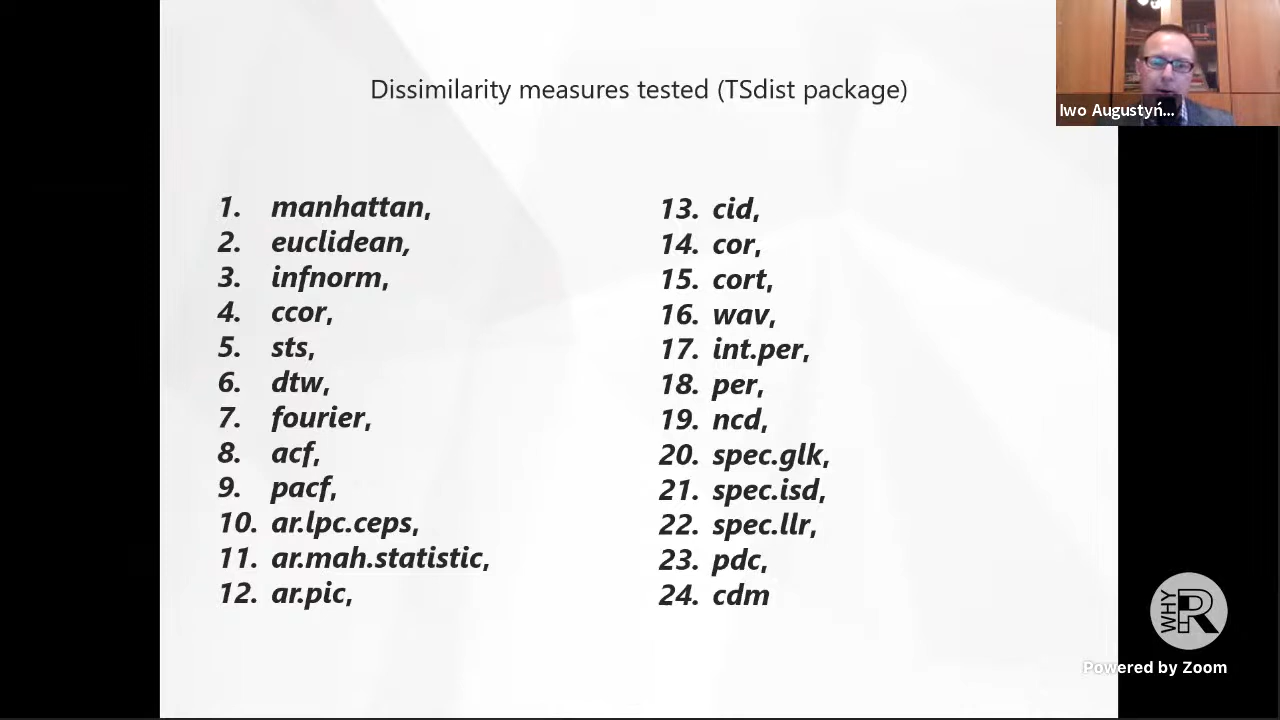 Dissimilarity measures tested (TSdist package)
Iwo Augustyń...
1. manhattan,
2. euclidean,
3. infnorm,
4. ccor,
5. sts,
6. dtw,
7. fourier,
8. acf,
9. pacf,
10. ar.lpc.ceps,
11. ar.mah.statistic,
12. ar.pic,
13. cid,
14. cor,
15. cort,
16. wav,
17. int.per,
18. per,
19. ncd,
20. spec.glk,
21. spec.isd,
22. spec.llr,
23. pdc,
24. cdm
WHY R
Powered by Zoom